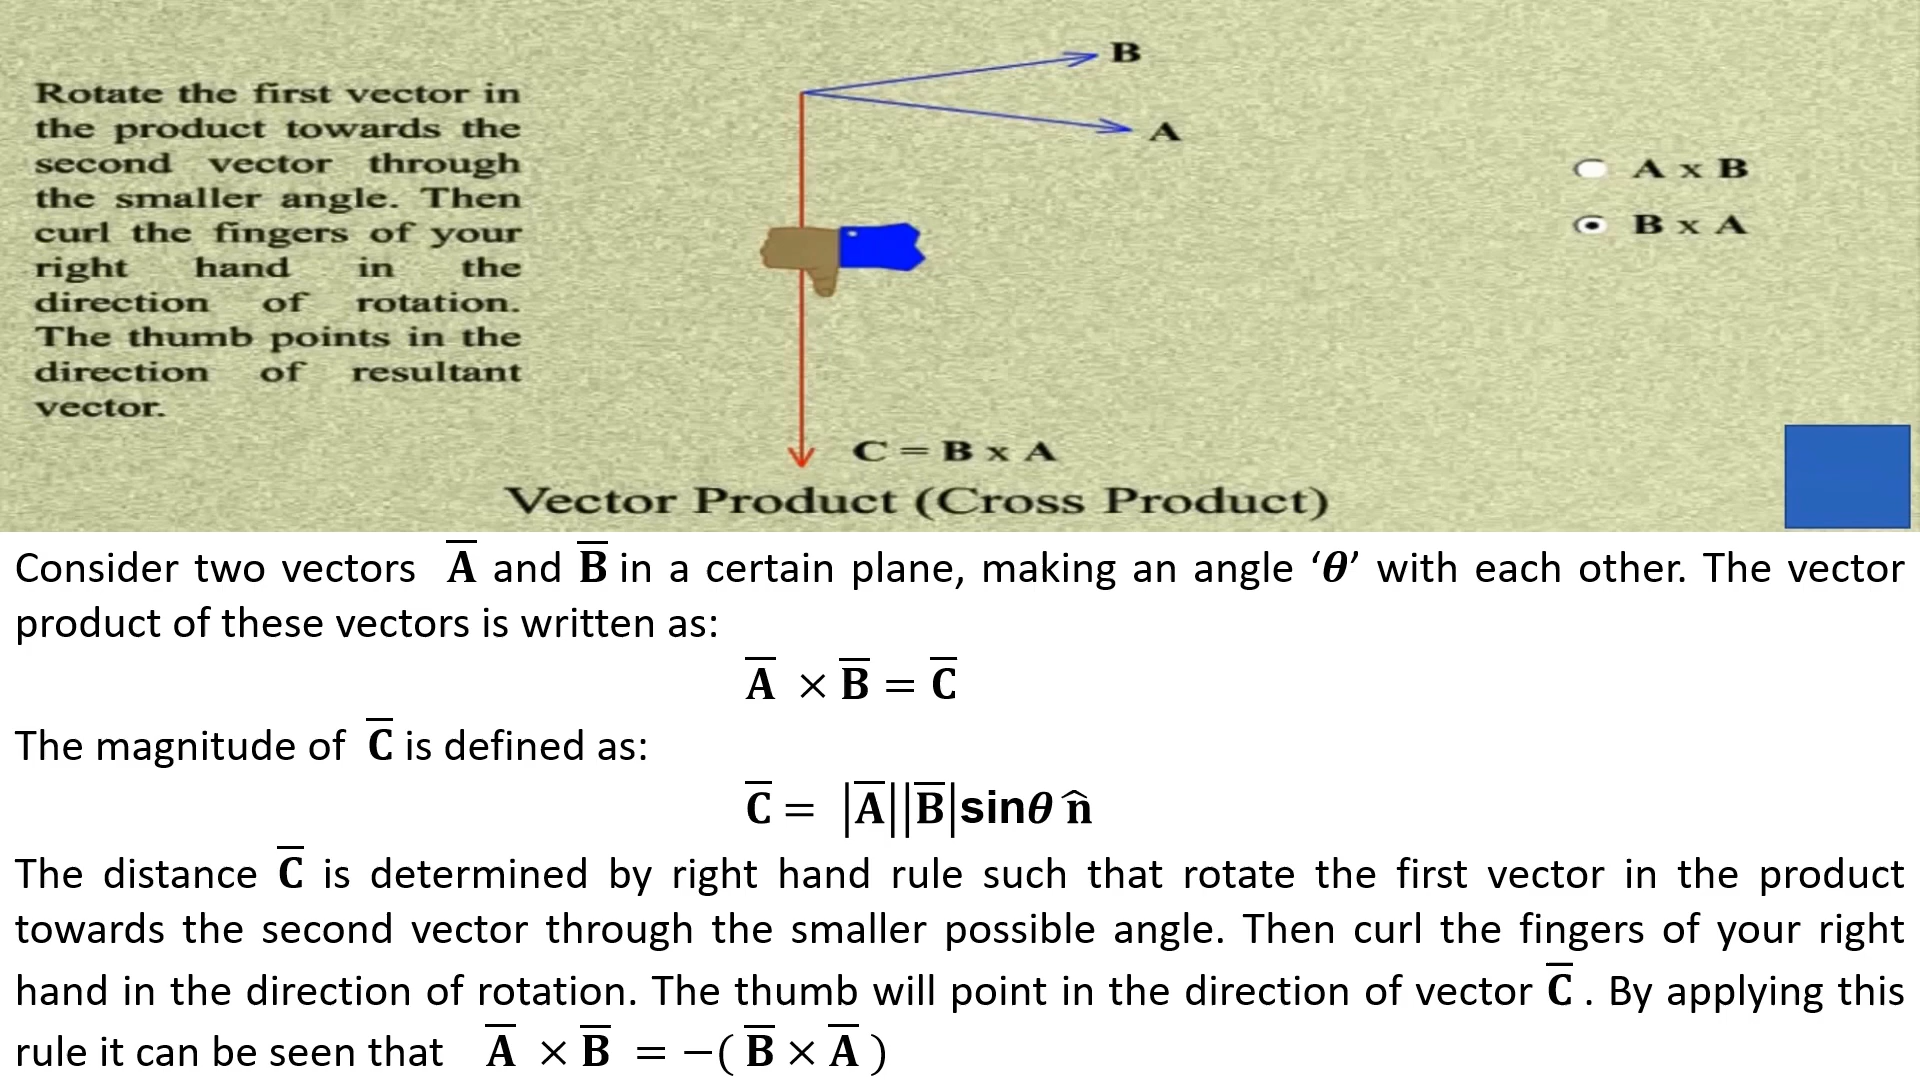 Rotate the first vector in
the product towards the
second vector through
the smaller angle. Then
curl the fingers of your
right hand in the
direction of rotation.
The thumb points in the
direction of resultant
vector.
B
A
A x B
B x A
C = B x A
Vector Product (Cross Product)
Consider two vectors A̅ and B̅ in a certain plane, making an angle ‘θ’ with each other. The vector
product of these vectors is written as:
A̅ × B̅ = C̅
The magnitude of C̅ is defined as:
C̅ = |A̅||B̅|sinθ n̂
The distance C̅ is determined by right hand rule such that rotate the first vector in the product
towards the second vector through the smaller possible angle. Then curl the fingers of your right
hand in the direction of rotation. The thumb will point in the direction of vector C̅ . By applying this
rule it can be seen that A̅ × B̅ = −( B̅ × A̅ )